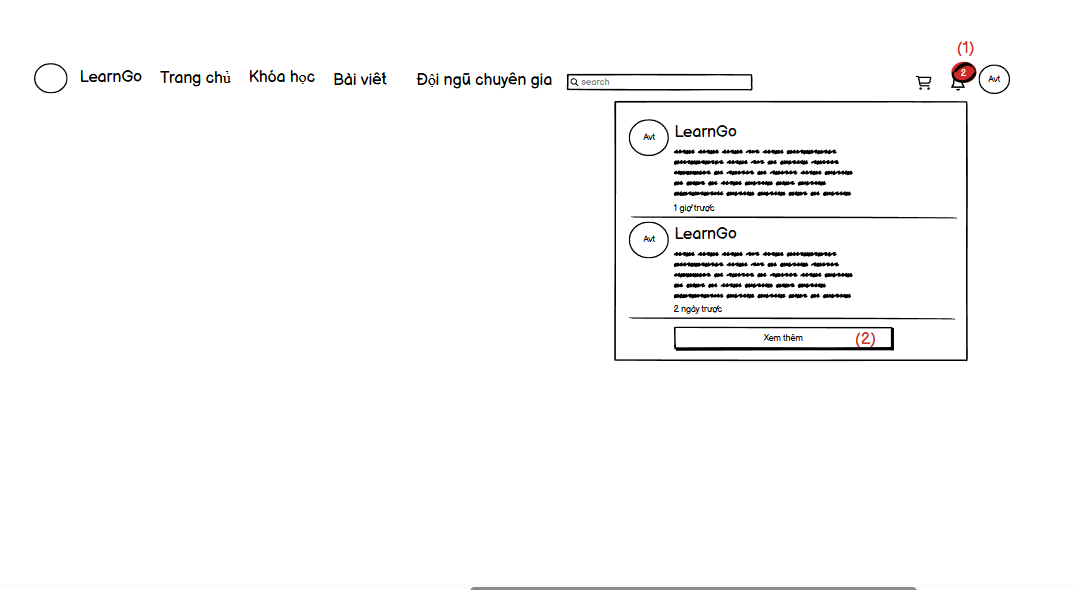 (1)
LearnGo Trang chủ Khóa học Bài viết Đội ngũ chuyên gia search 2 Avt
Avt LearnGo
1 giờ trước
Avt LearnGo
2 ngày trước
Xem thêm (2)